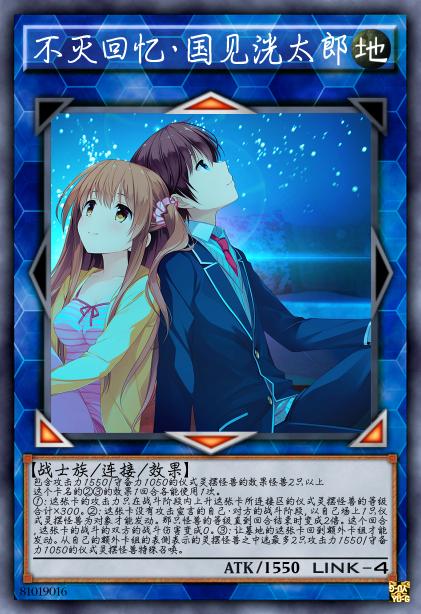 不灭回忆·国见洸太郎
地
【战士族/连接/效果】
包含攻击力1550/守备力1050的仪式灵摆怪兽的效果怪兽2只以上
这个卡名的②③的效果1回合各能使用1次。
①:这张卡的攻击力只在战斗阶段内上升这张卡所连接区的仪式灵摆怪兽的等级
合计×300。②:这张卡没有攻击宣言的自己·对方的战斗阶段,以自己场上1只仪
式灵摆怪兽为对象才能发动。那只怪兽的等级直到回合结束时变成2倍。这个回合
,这张卡的战斗的双方的战斗伤害变成0。③:让墓地的这张卡回到额外卡组才能
发动。从自己的额外卡组的表侧表示的灵摆怪兽之中选最多2只攻击力1550/守备
力1050的仪式灵摆怪兽特殊召唤。
ATK/1550 LINK-4
81019016